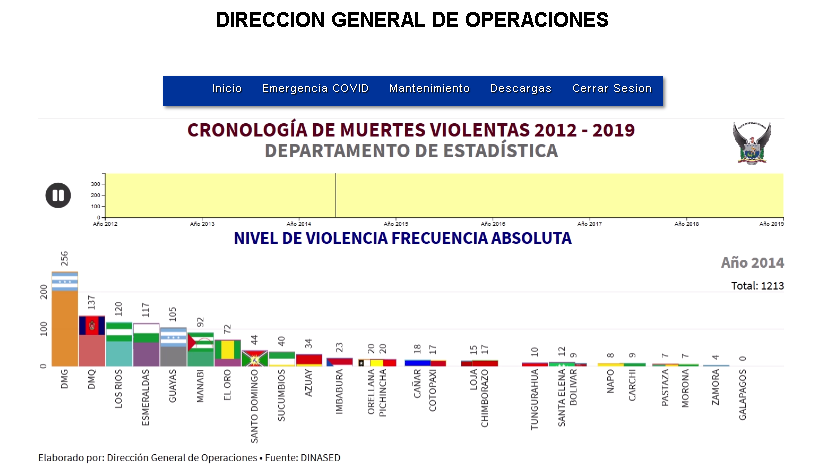 DIRECCION GENERAL DE OPERACIONES
Inicio Emergencia COVID Mantenimiento Descargas Cerrar Sesion
CRONOLOGÍA DE MUERTES VIOLENTAS 2012 - 2019
DEPARTAMENTO DE ESTADÍSTICA
300
200
100
0
Año 2012 Año 2013 Año 2014 Año 2015 Año 2016 Año 2017 Año 2018 Año 2019
NIVEL DE VIOLENCIA FRECUENCIA ABSOLUTA
Año 2014
Total: 1213
200
100
0
256 137 120 117 105 92 72 44 40 34 23 20 20 18 17 15 17 10 12 9 8 9 7 7 4 0
DMG
DMQ
LOS RIOS
ESMERALDAS
GUAYAS
MANABI
EL ORO
SANTO DOMINGO
SUCUMBIOS
AZUAY
IMBABURA
ORELLANA
PICHINCHA
CAÑAR
COTOPAXI
LOJA
CHIMBORAZO
TUNGURAHUA
SANTA ELENA
BOLIVAR
NAPO
CARCHI
PASTAZA
MORONA
ZAMORA
GALAPAGOS
Elaborado por: Dirección General de Operaciones • Fuente: DINASED